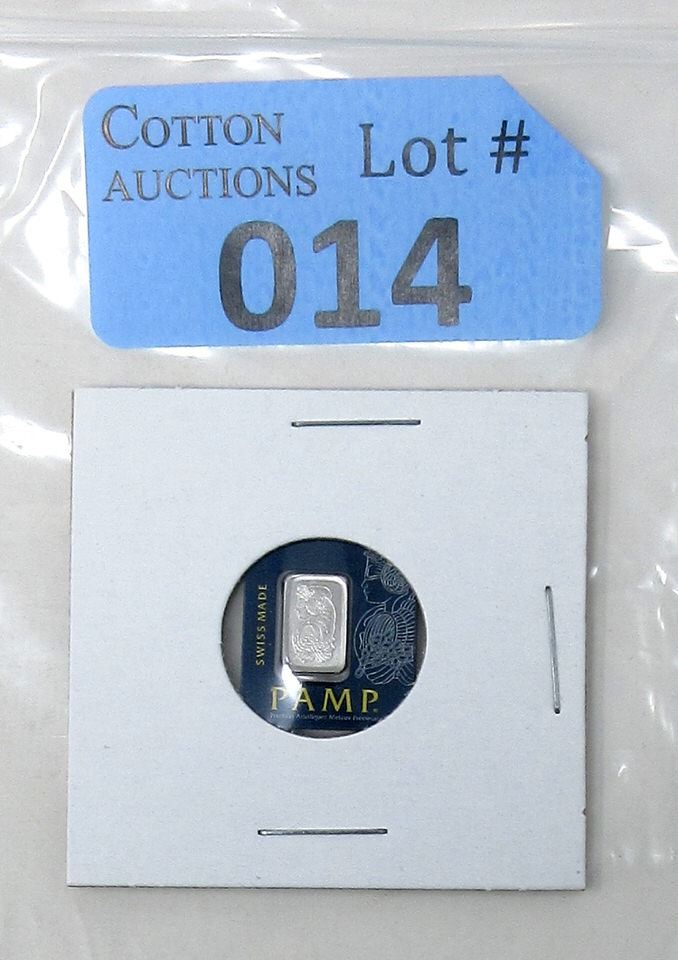 COTTON
AUCTIONS
Lot #
014
SWISS MADE
PAMP